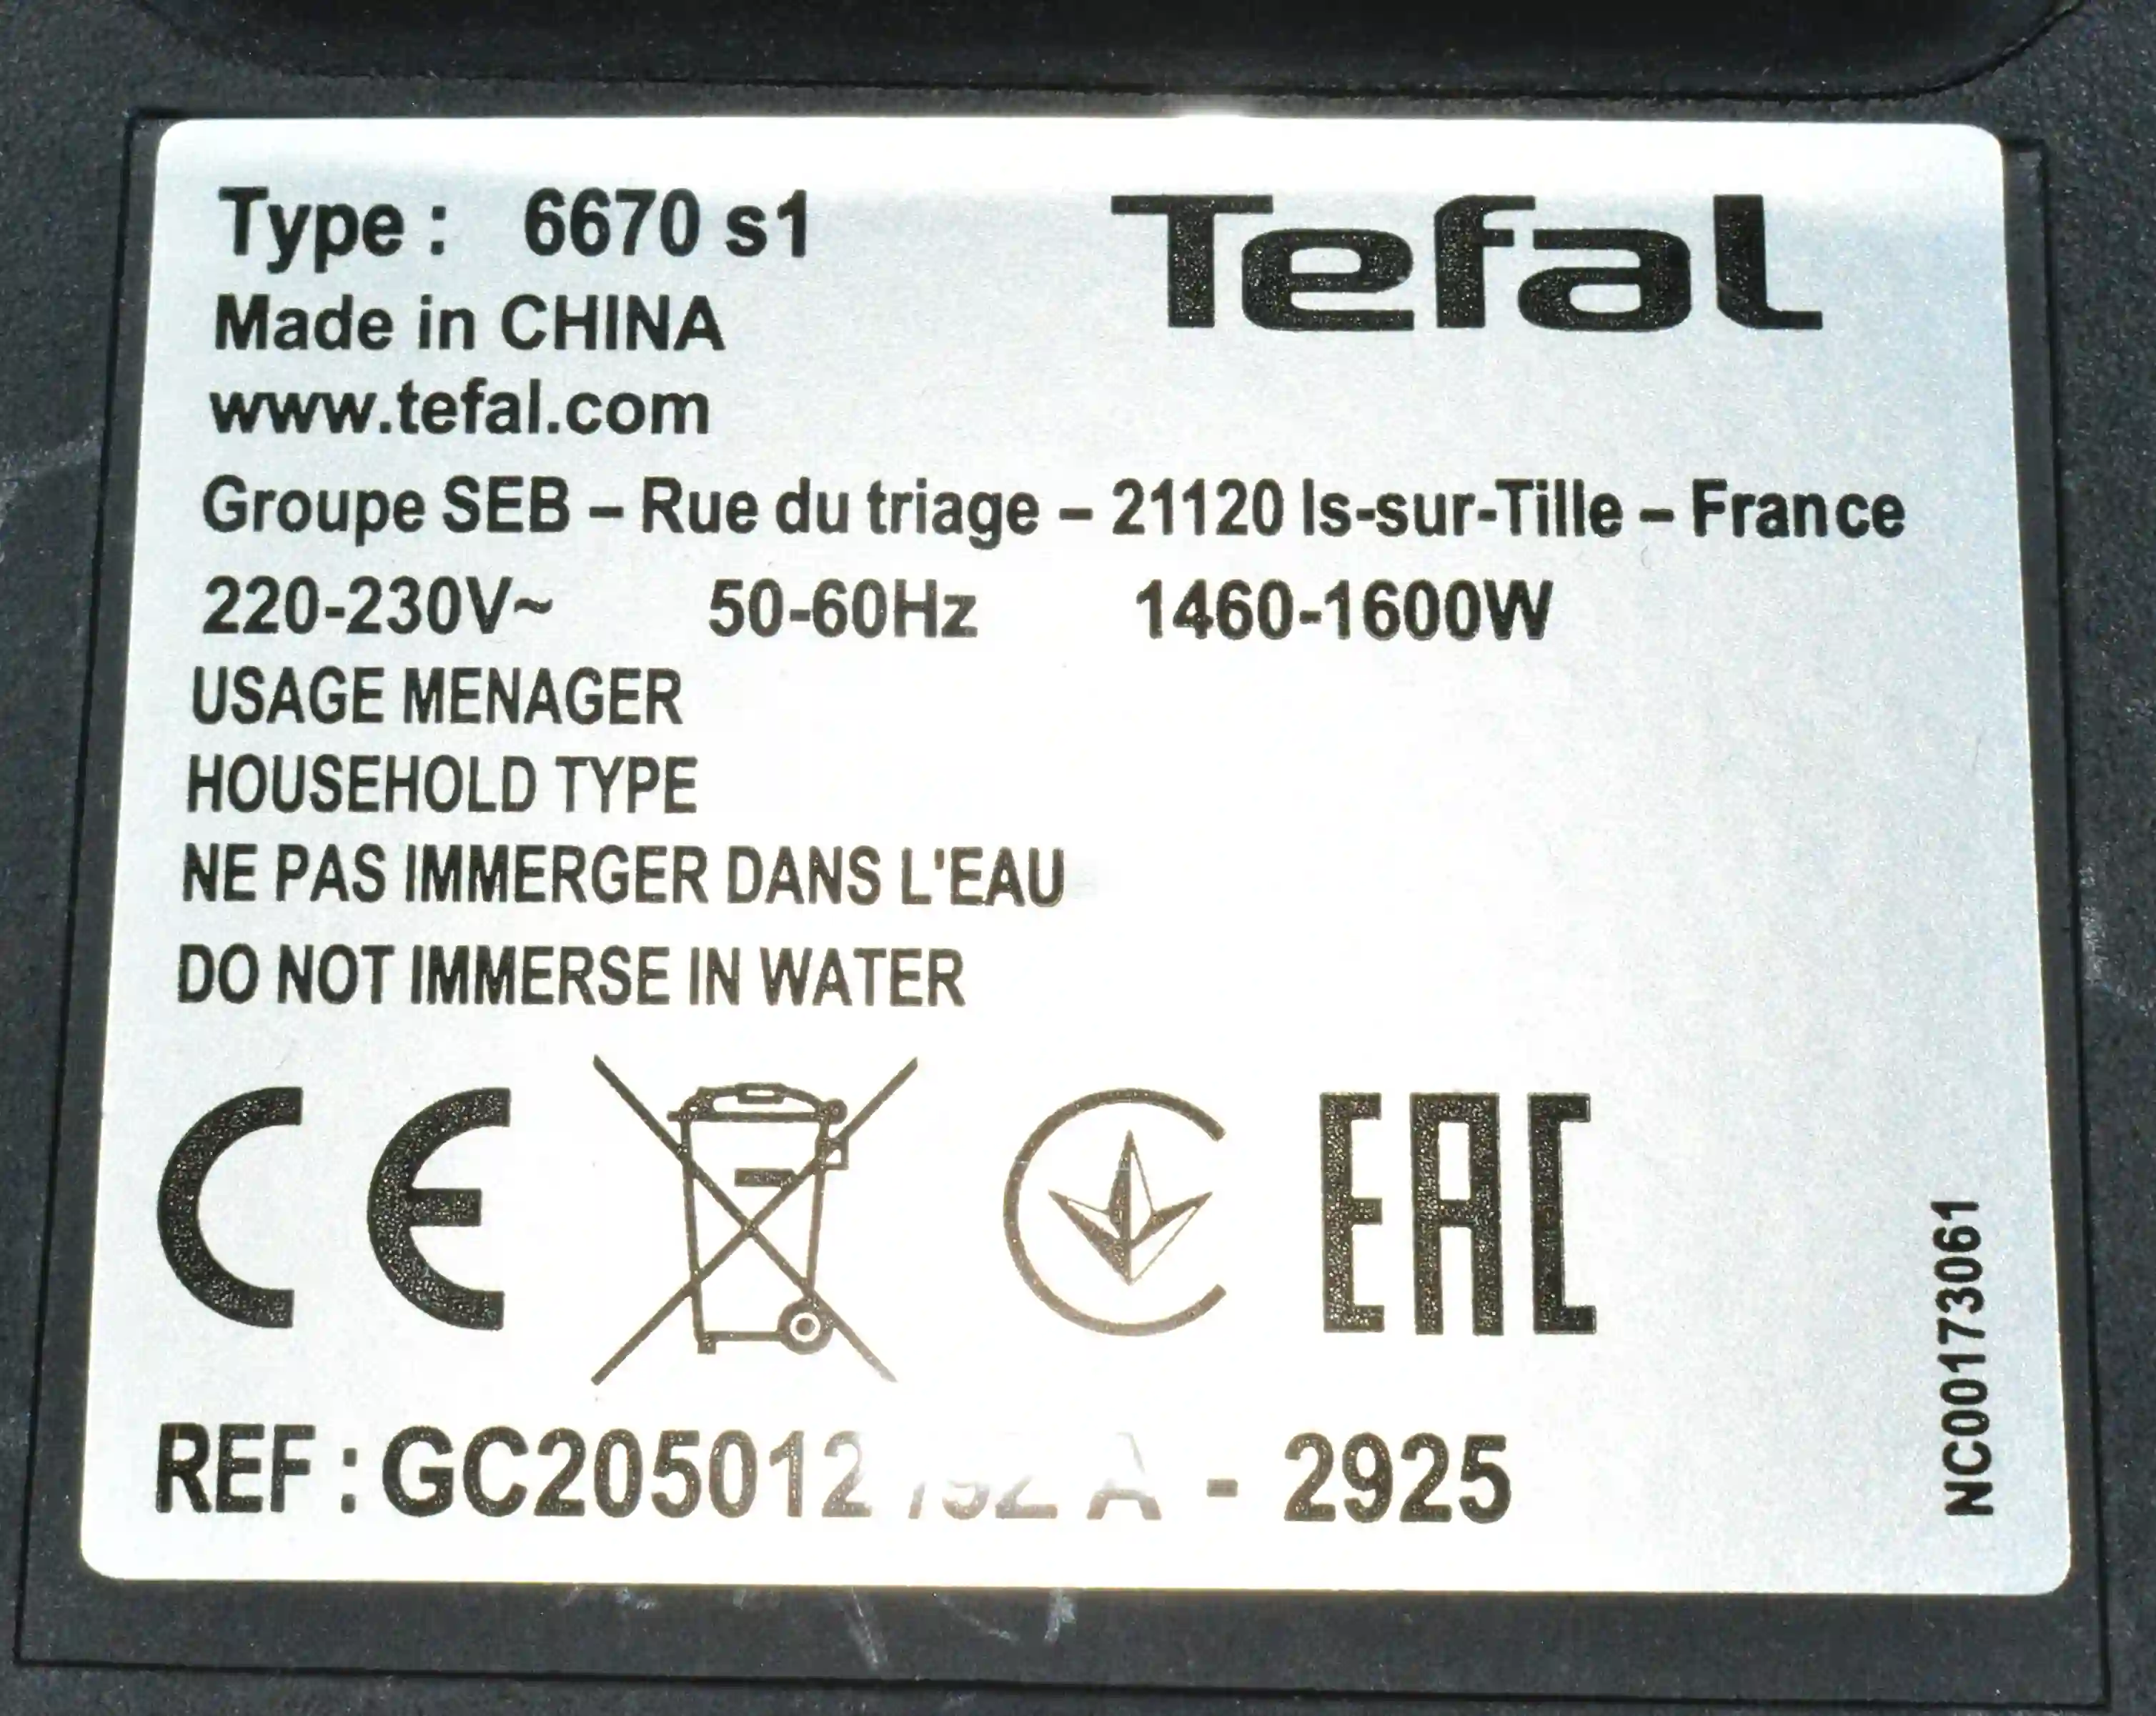 Type : 6670 s1
Tefal
Made in CHINA
www.tefal.com
Groupe SEB – Rue du triage – 21120 Is-sur-Tille – France
220-230V~ 50-60Hz 1460-1600W
USAGE MENAGER
HOUSEHOLD TYPE
NE PAS IMMERGER DANS L'EAU
DO NOT IMMERSE IN WATER
CE EAC
REF : GC205012 A - 2925
NC00173061